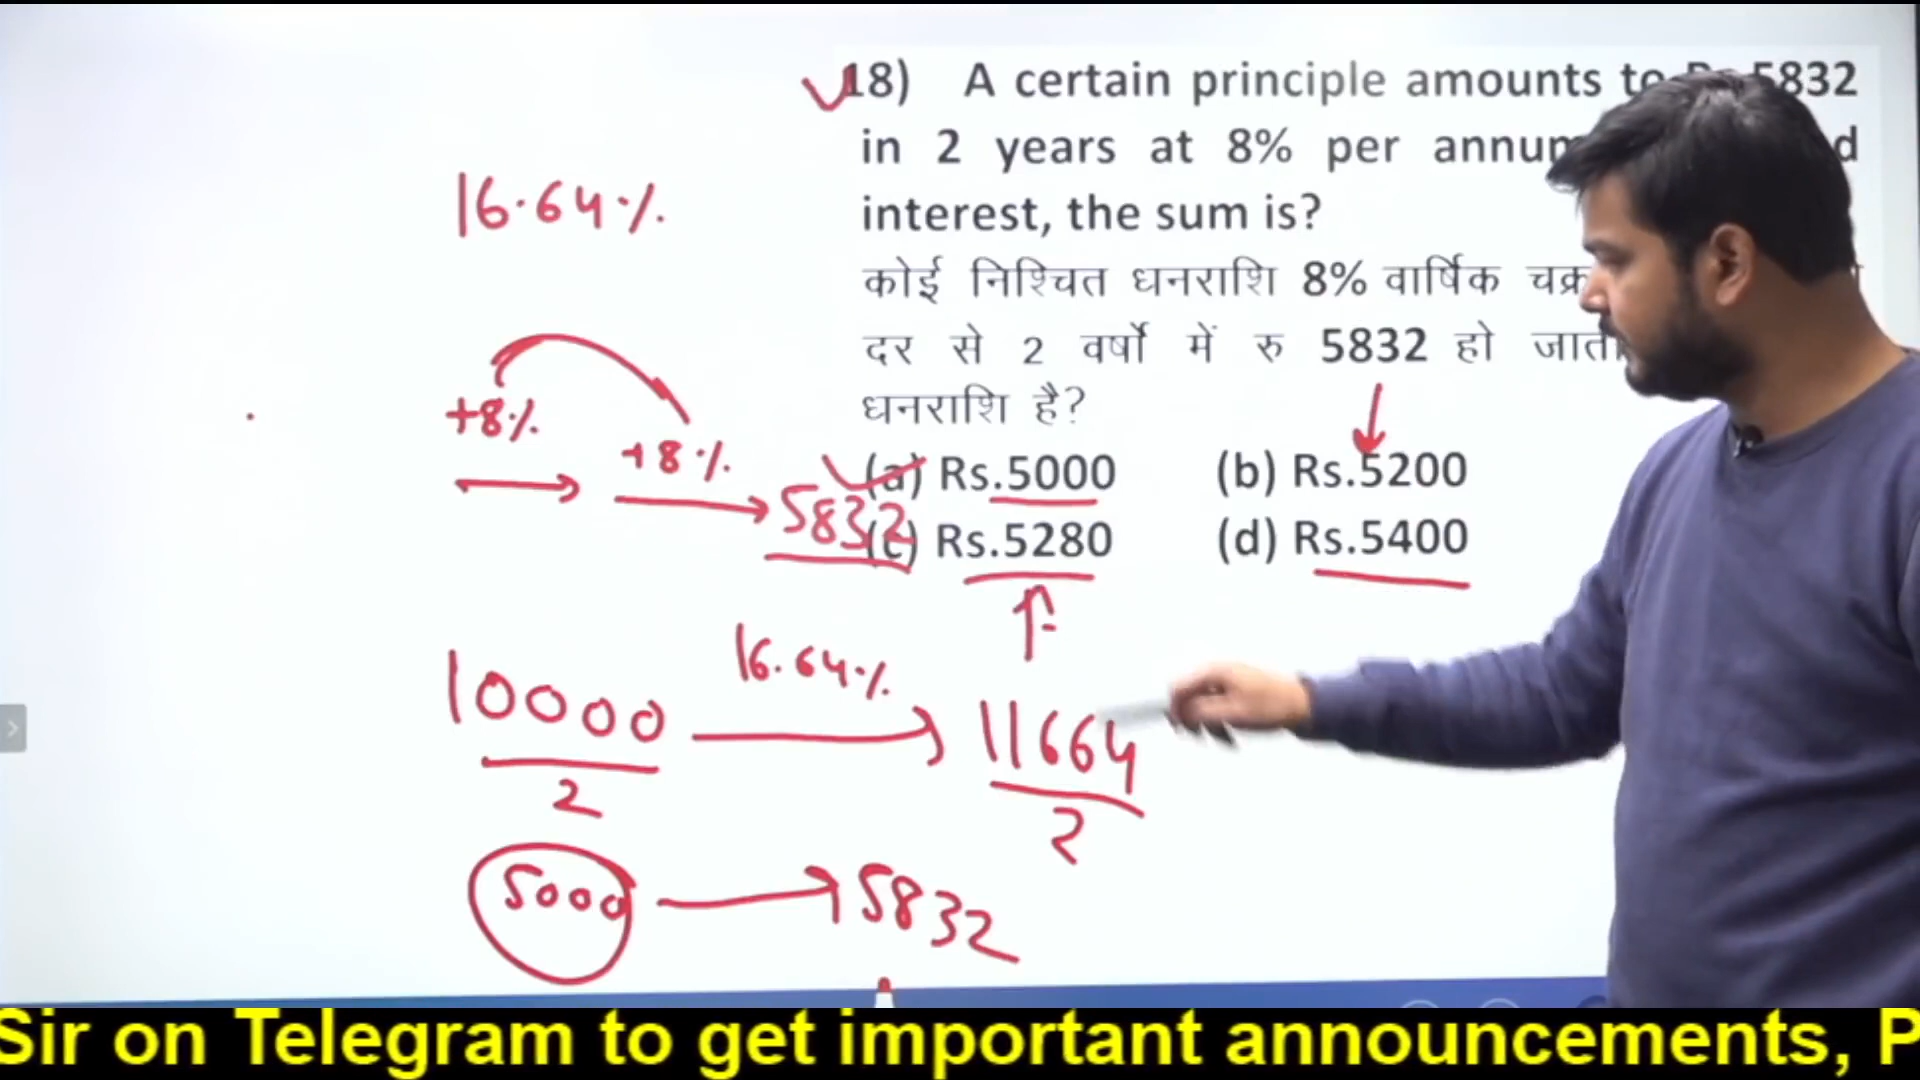 18) A certain principle amounts to Rs.5832
in 2 years at 8% per annum
interest, the sum is?
कोई निश्चित धनराशि 8% वार्षिक
दर से 2 वर्षों में रु 5832 हो जाती
धनराशि है?
(a) Rs.5000 (b) Rs.5200
(c) Rs.5280 (d) Rs.5400
16.64%
+8%
+8%
5832
10000
2
16.64%
11664
2
5000
5832
Sir on Telegram to get important announcements, P